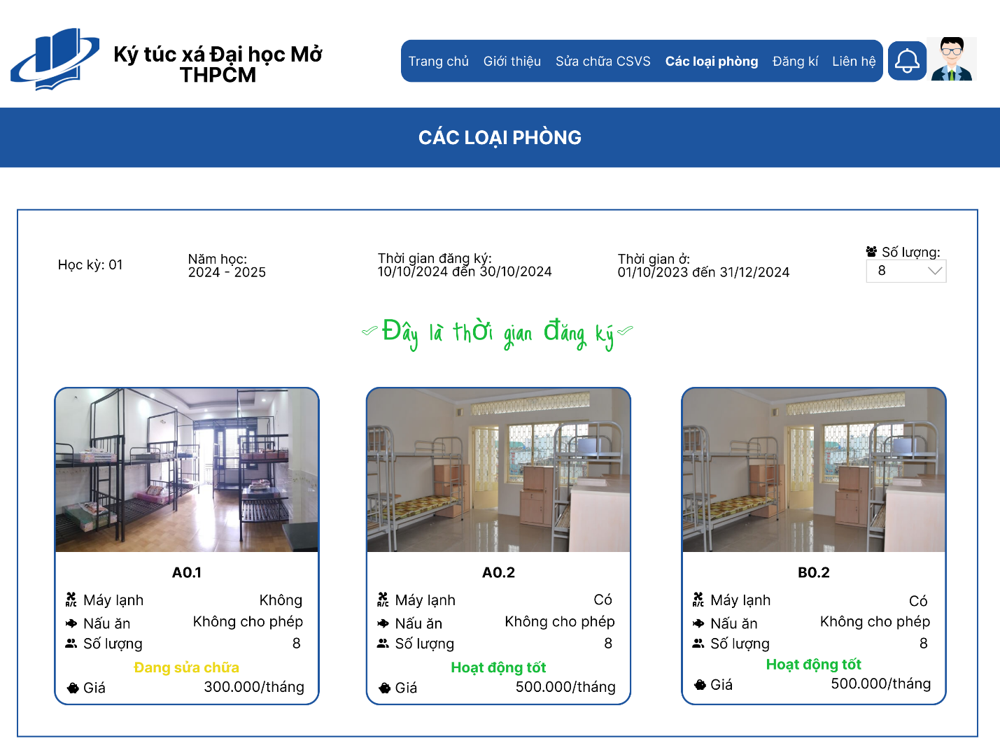 Ký túc xá Đại học Mở
THPCM
Trang chủ Giới thiệu Sửa chữa CSVS Các loại phòng Đăng kí Liên hệ
CÁC LOẠI PHÒNG
Học kỳ: 01
Năm học:
2024 - 2025
Thời gian đăng ký:
10/10/2024 đến 30/10/2024
Thời gian ở:
01/10/2023 đến 31/12/2024
Số lượng:
8
Đây là thời gian đăng ký
A0.1
A/C Máy lạnh Không
Nấu ăn Không cho phép
Số lượng 8
Đang sửa chữa
Giá 300.000/tháng
A0.2
A/C Máy lạnh Có
Nấu ăn Không cho phép
Số lượng 8
Hoạt động tốt
Giá 500.000/tháng
B0.2
A/C Máy lạnh Có
Nấu ăn Không cho phép
Số lượng 8
Hoạt động tốt
Giá 500.000/tháng